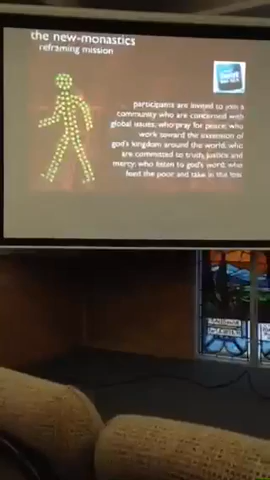 the new-monastics
reframing mission
participants are invited to join a
community who are concerned with
global issues, who pray for peace, who
work toward the extension of
god's kingdom around the world, who
are committed to truth, justice and
mercy, who listen to god's word, who
feed the poor and take in the lost